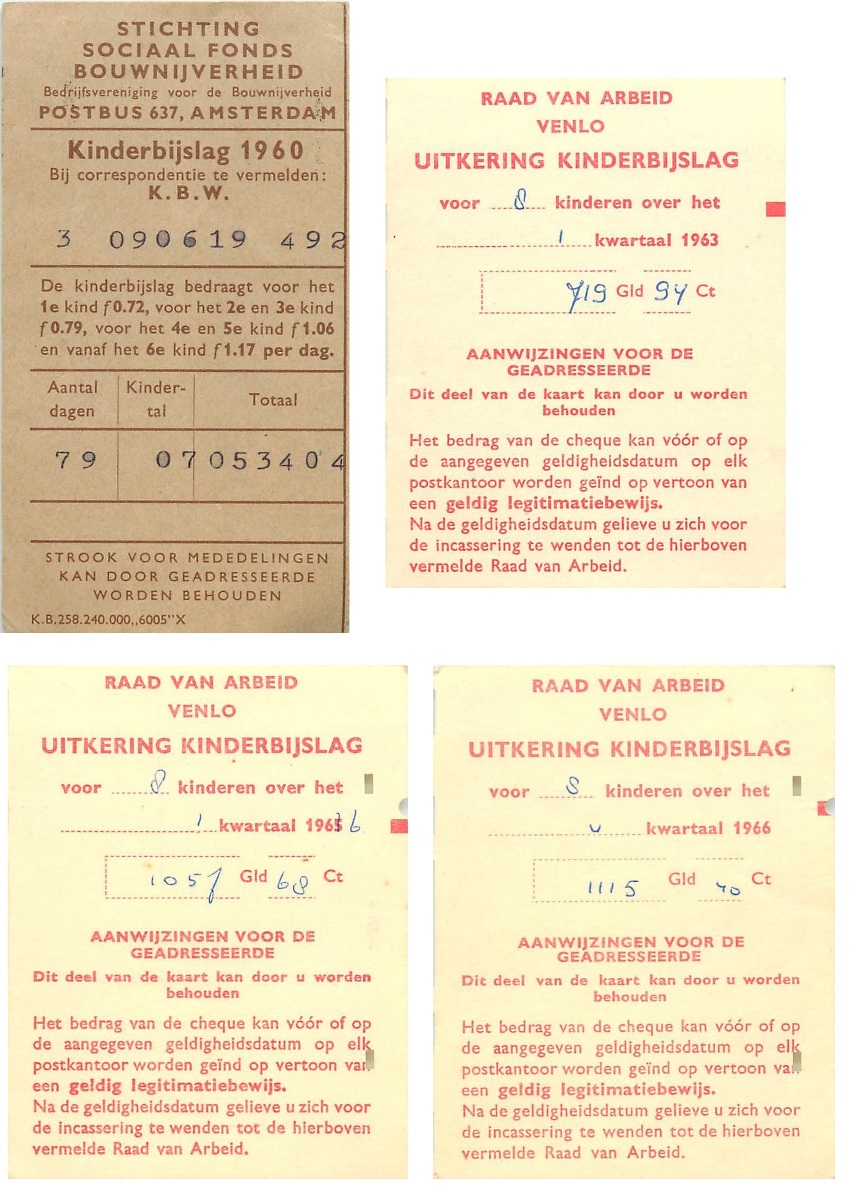 STICHTING
SOCIAAL FONDS
BOUWNIJVERHEID
Bedrijfsvereniging voor de Bouwnijverheid
POSTBUS 637, AMSTERDAM
Kinderbijslag 1960
Bij correspondentie te vermelden:
K.B.W.
3 090619 492
De kinderbijslag bedraagt voor het
1e kind f 0.72, voor het 2e en 3e kind
f 0.79, voor het 4e en 5e kind f 1.06
en vanaf het 6e kind f 1.17 per dag.
Aantal dagen Kinder-tal Totaal
79 07 053404
STROOK VOOR MEDEDELINGEN
KAN DOOR GEADRESSEERDE
WORDEN BEHOUDEN
K.B.258.240.000,,6005"X
RAAD VAN ARBEID
VENLO
UITKERING KINDERBIJSLAG
voor 8 kinderen over het
1 kwartaal 1963
719 Gld 94 Ct
AANWIJZINGEN VOOR DE
GEADRESSEERDE
Dit deel van de kaart kan door u worden
behouden
Het bedrag van de cheque kan vóór of op
de aangegeven geldigheidsdatum op elk
postkantoor worden geïnd op vertoon van
een geldig legitimatiebewijs.
Na de geldigheidsdatum gelieve u zich voor
de incassering te wenden tot de hierboven
vermelde Raad van Arbeid.
RAAD VAN ARBEID
VENLO
UITKERING KINDERBIJSLAG
voor 8 kinderen over het
1 kwartaal 1965 6
1057 Gld 68 Ct
AANWIJZINGEN VOOR DE
GEADRESSEERDE
Dit deel van de kaart kan door u worden
behouden
Het bedrag van de cheque kan vóór of op
de aangegeven geldigheidsdatum op elk
postkantoor worden geïnd op vertoon van
een geldig legitimatiebewijs.
Na de geldigheidsdatum gelieve u zich voor
de incassering te wenden tot de hierboven
vermelde Raad van Arbeid.
RAAD VAN ARBEID
VENLO
UITKERING KINDERBIJSLAG
voor 8 kinderen over het
4 kwartaal 1966
1115 Gld 40 Ct
AANWIJZINGEN VOOR DE
GEADRESSEERDE
Dit deel van de kaart kan door u worden
behouden
Het bedrag van de cheque kan vóór of op
de aangegeven geldigheidsdatum op elk
postkantoor worden geïnd op vertoon van
een geldig legitimatiebewijs.
Na de geldigheidsdatum gelieve u zich voor
de incassering te wenden tot de hierboven
vermelde Raad van Arbeid.